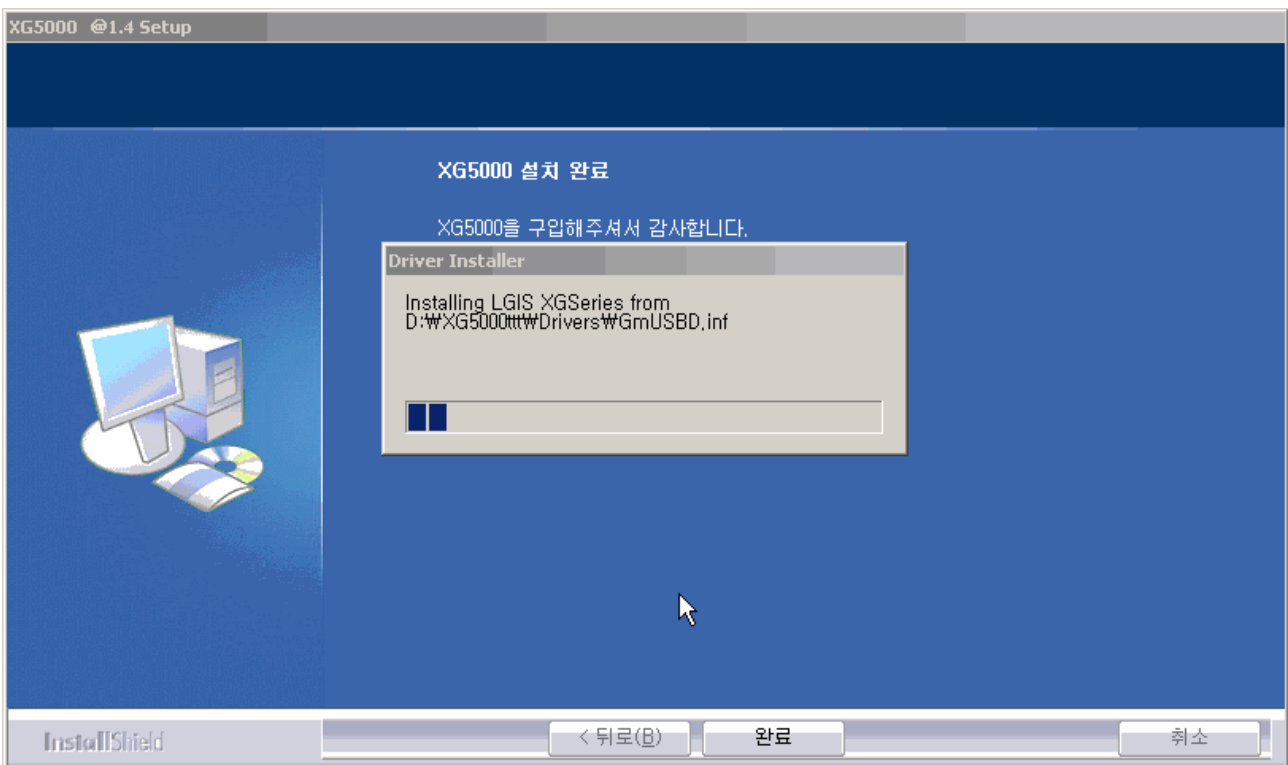 XG5000 @1.4 Setup
XG5000 설치 완료
XG5000을 구입해주셔서 감사합니다.
Driver Installer
Installing LGIS XGSeries from
D:₩XG5000ttt₩Drivers₩GmUSBD.inf
InstallShield
< 뒤로(B)
완료
취소